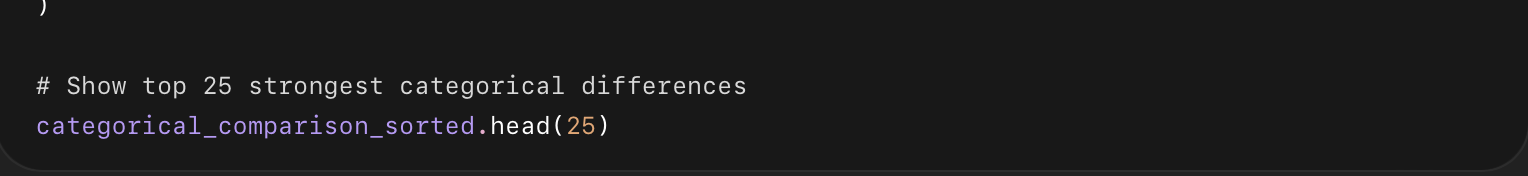 )
# Show top 25 strongest categorical differences
categorical_comparison_sorted.head(25)